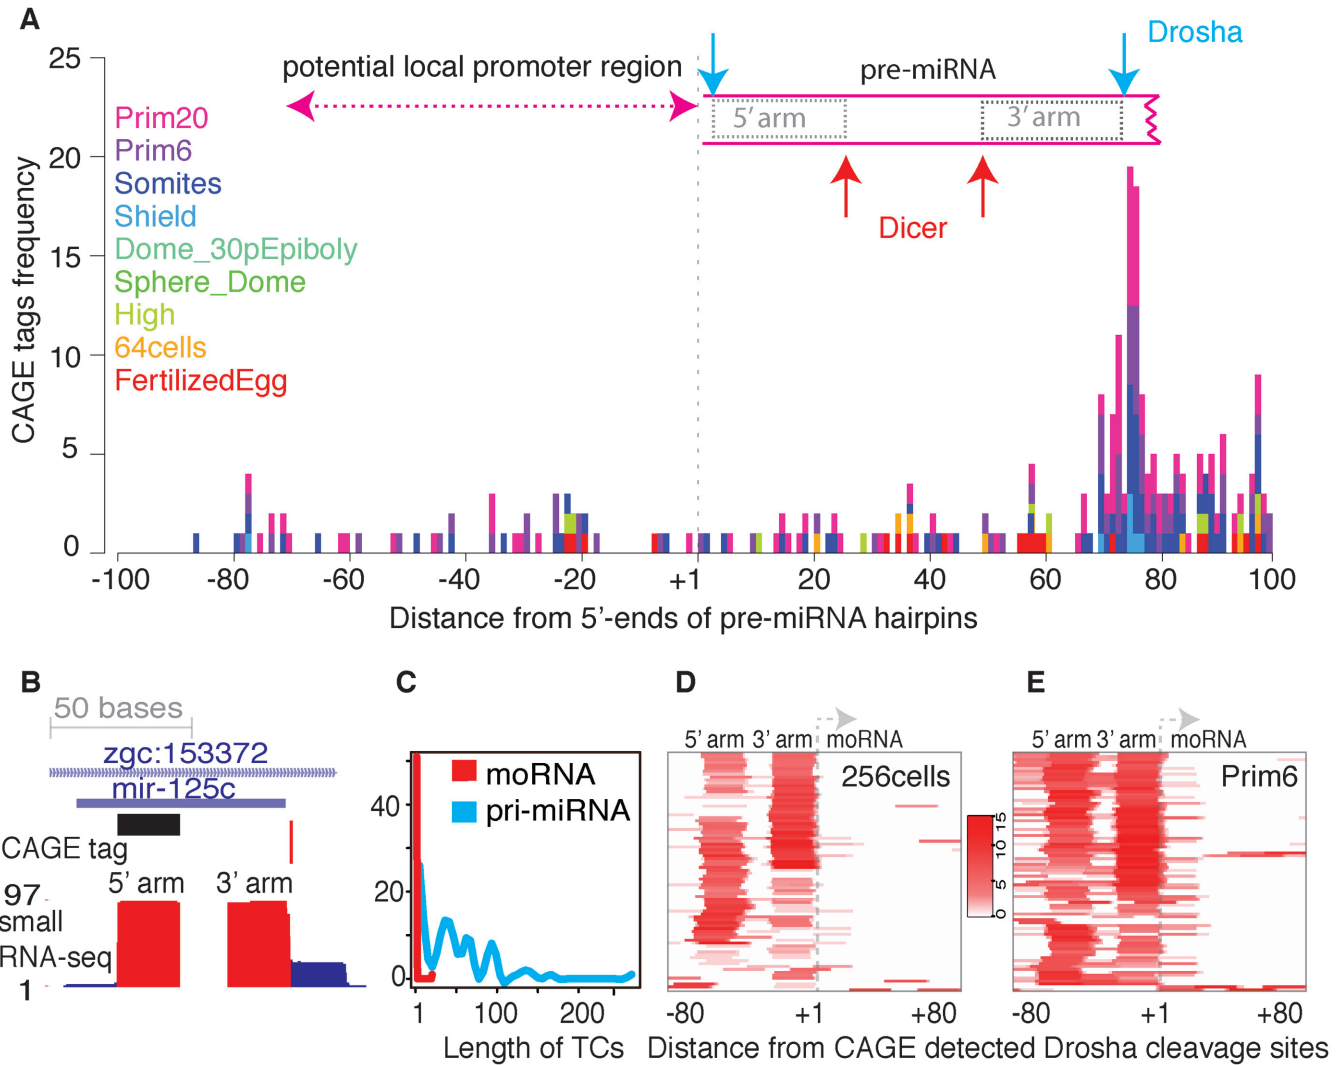 A
Drosha
25
potential local promoter region
pre-miRNA
5’ arm
3’ arm
Prim20
Prim6
20
Somites
Shield
Dicer
Dome_30pEpiboly
15
Sphere_Dome
High
64cells
10
FertilizedEgg
5
0
CAGE tags frequency
-100 -80 -60 -40 -20 +1 20 40 60 80 100
Distance from 5’-ends of pre-miRNA hairpins
B
50 bases
zgc:153372
mir-125c
CAGE tag
5’ arm 3’ arm
97
small
RNA-seq
1
C
moRNA
pri-miRNA
40
20
0
1 100 200
Length of TCs
D
5’ arm 3’ arm moRNA
256cells
15
10
5
0
-80 +1 +80
E
5’ arm 3’ arm moRNA
Prim6
-80 +1 +80
Distance from CAGE detected Drosha cleavage sites